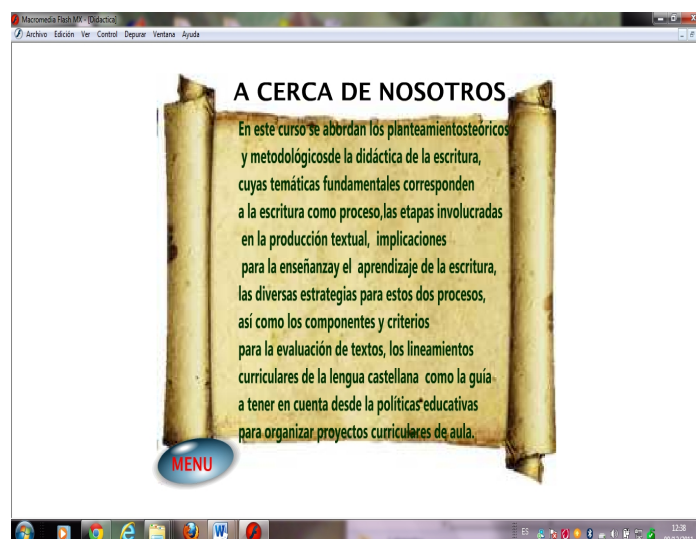 Macromedia Flash MX - [Didactica]
Archivo Edición Ver Control Depurar Ventana Ayuda
A CERCA DE NOSOTROS
En este curso se abordan los planteamientosteóricos
y metodológicosde la didáctica de la escritura,
cuyas temáticas fundamentales corresponden
a la escritura como proceso,las etapas involucradas
en la producción textual, implicaciones
para la enseñanzay el aprendizaje de la escritura,
las diversas estrategias para estos dos procesos,
así como los componentes y criterios
para la evaluación de textos, los lineamientos
curriculares de la lengua castellana como la guía
a tener en cuenta desde la políticas educativas
para organizar proyectos curriculares de aula.
MENU
ES
12:38